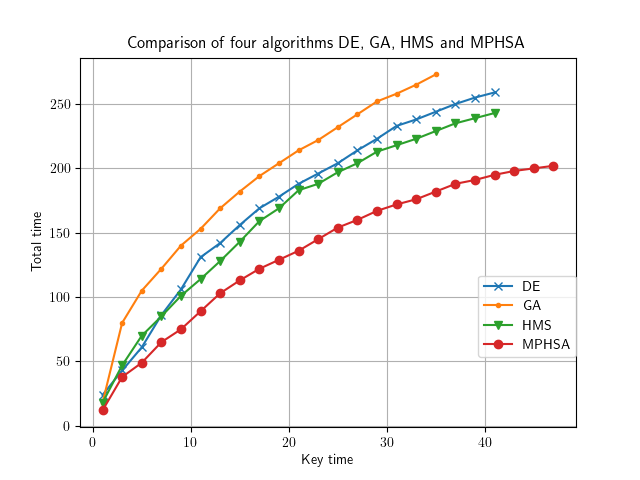 Comparison of four algorithms DE, GA, HMS and MPHSA
Total time
250
200
150
100
50
0
0 10 20 30 40
Key time
DE
GA
HMS
MPHSA